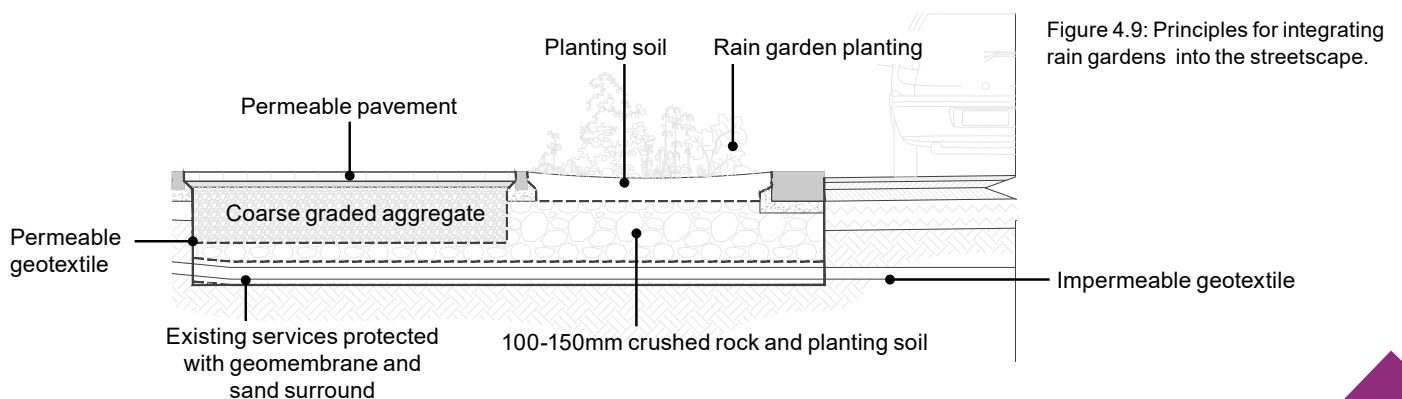 Figure 4.9: Principles for integrating
rain gardens into the streetscape.
Planting soil
Rain garden planting
Permeable pavement
Coarse graded aggregate
Permeable
geotextile
Impermeable geotextile
Existing services protected
with geomembrane and
sand surround
100-150mm crushed rock and planting soil